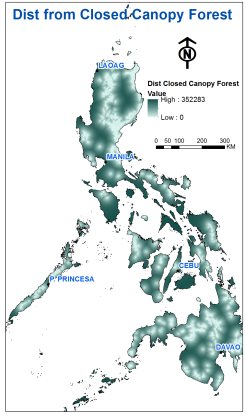 Dist from Closed Canopy Forest
LAOAG
N
Dist Closed Canopy Forest
Value
High : 352283
Low : 0
MANILA
0 50 100 200 300
KM
CEBU
P. PRINCESA
DAVAO